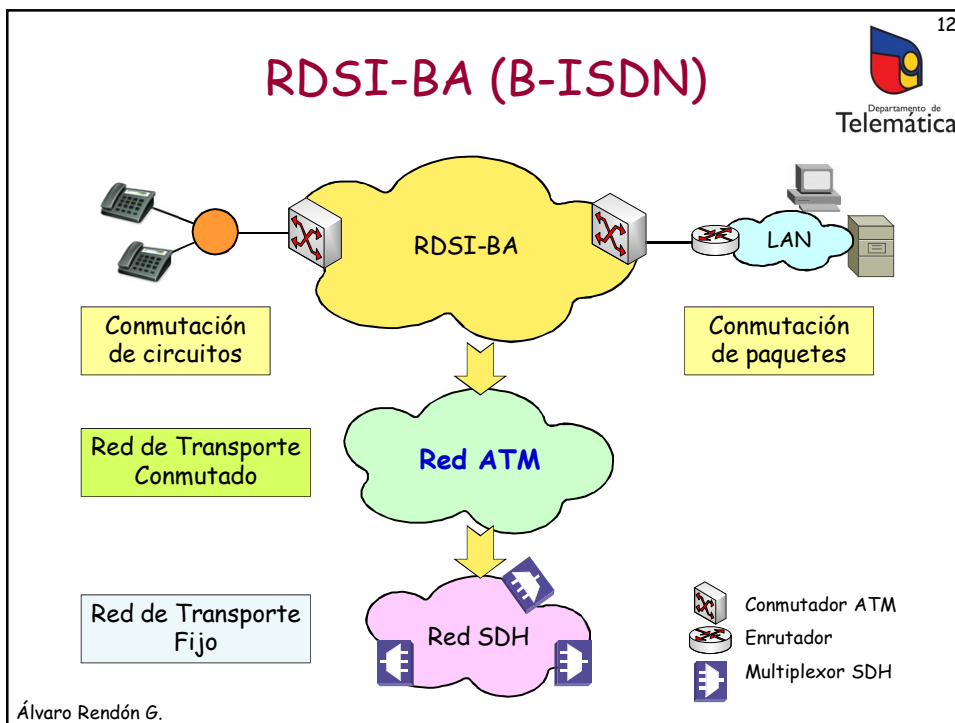 12
RDSI-BA (B-ISDN)
Departamento de
Telemática
RDSI-BA
LAN
Conmutación
de circuitos
Conmutación
de paquetes
Red de Transporte
Conmutado
Red ATM
Red de Transporte
Fijo
Red SDH
Conmutador ATM
Enrutador
Multiplexor SDH
Álvaro Rendón G.